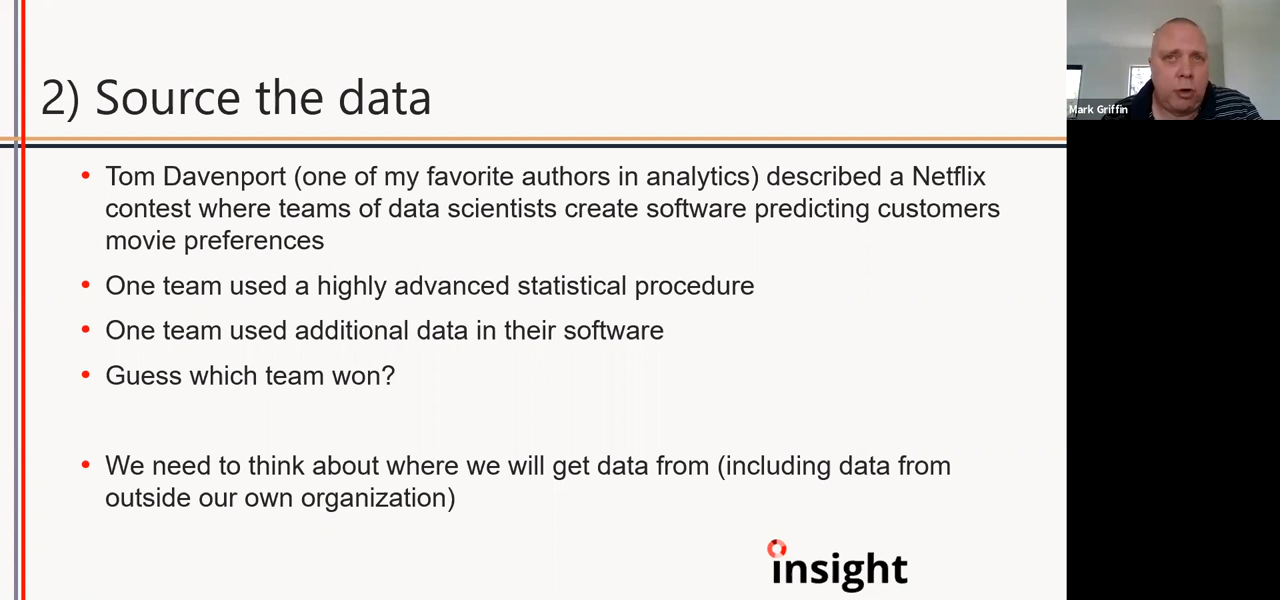 2) Source the data
• Tom Davenport (one of my favorite authors in analytics) described a Netflix
contest where teams of data scientists create software predicting customers
movie preferences
• One team used a highly advanced statistical procedure
• One team used additional data in their software
• Guess which team won?
• We need to think about where we will get data from (including data from
outside our own organization)
insight
Mark Griffin